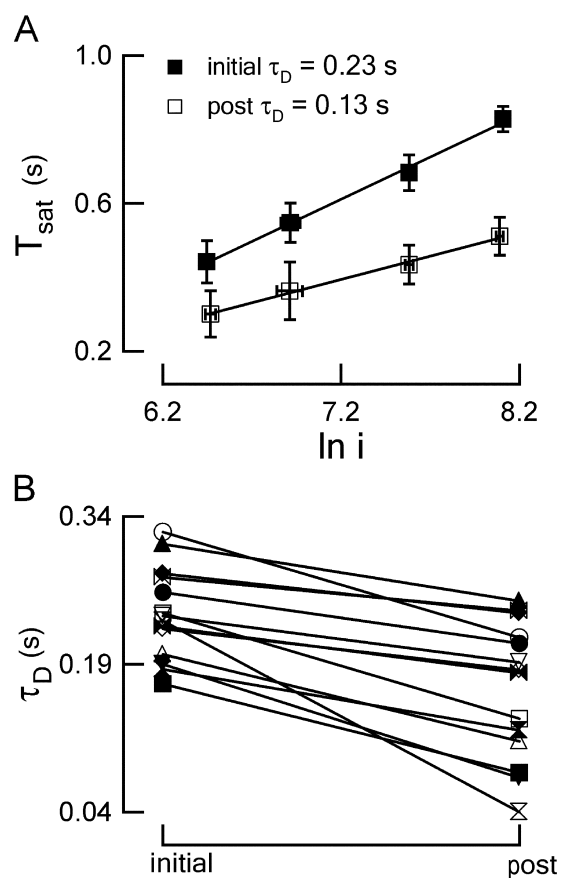 A
1.0
initial τD = 0.23 s
post τD = 0.13 s
Tsat (s)
0.6
0.2
6.2 7.2 8.2
ln i
B
0.34
τD (s)
0.19
0.04
initial post